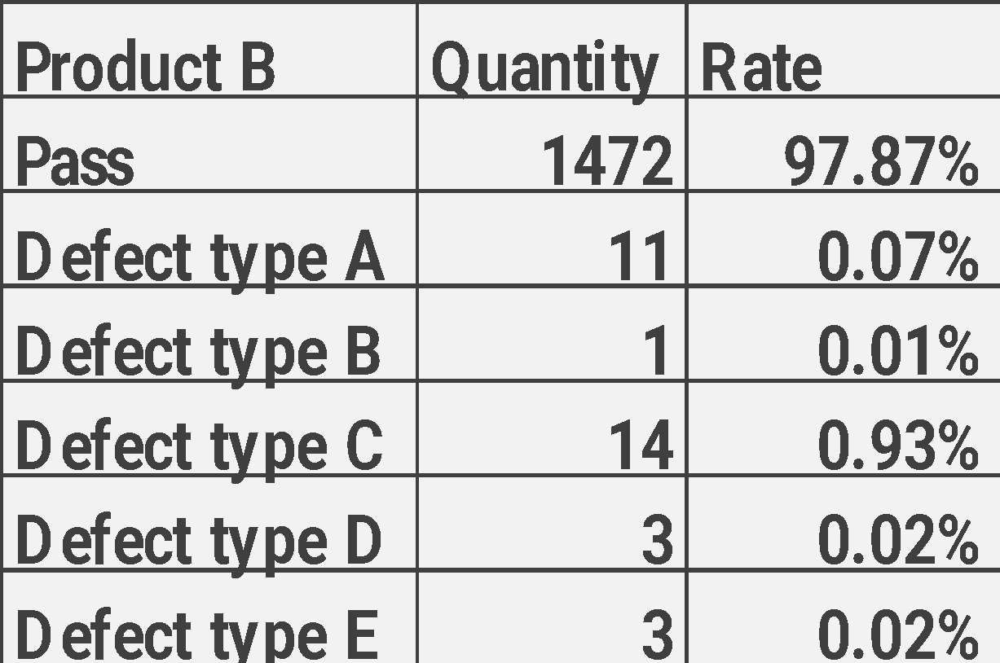 Product B Quantity Rate
Pass 1472 97.87%
Defect type A 11 0.07%
Defect type B 1 0.01%
Defect type C 14 0.93%
Defect type D 3 0.02%
Defect type E 3 0.02%